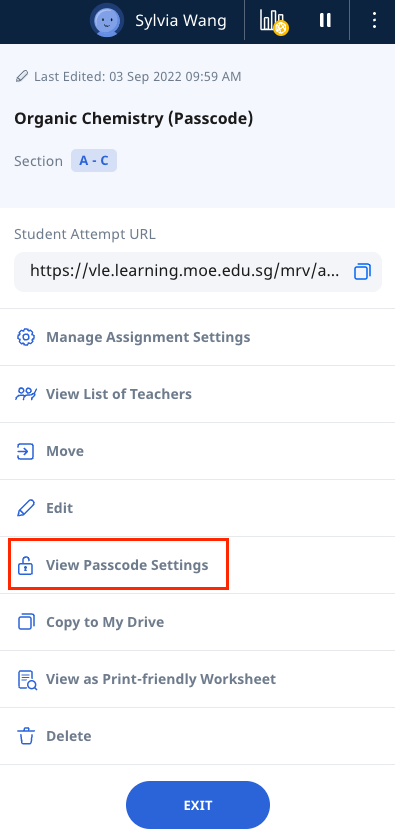 Sylvia Wang
Last Edited: 03 Sep 2022 09:59 AM
Organic Chemistry (Passcode)
Section A - C
Student Attempt URL
https://vle.learning.moe.edu.sg/mrv/a...
Manage Assignment Settings
View List of Teachers
Move
Edit
View Passcode Settings
Copy to My Drive
View as Print-friendly Worksheet
Delete
EXIT